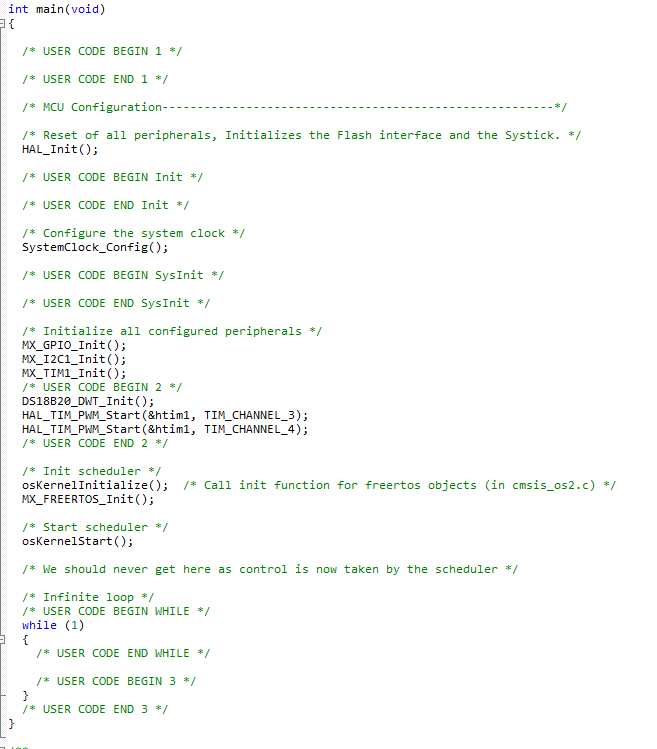 int main(void)
{
/* USER CODE BEGIN 1 */
/* USER CODE END 1 */
/* MCU Configuration--------------------------------------------------------*/
/* Reset of all peripherals, Initializes the Flash interface and the Systick. */
HAL_Init();
/* USER CODE BEGIN Init */
/* USER CODE END Init */
/* Configure the system clock */
SystemClock_Config();
/* USER CODE BEGIN SysInit */
/* USER CODE END SysInit */
/* Initialize all configured peripherals */
MX_GPIO_Init();
MX_I2C1_Init();
MX_TIM1_Init();
/* USER CODE BEGIN 2 */
DS18B20_DWT_Init();
HAL_TIM_PWM_Start(&htim1, TIM_CHANNEL_3);
HAL_TIM_PWM_Start(&htim1, TIM_CHANNEL_4);
/* USER CODE END 2 */
/* Init scheduler */
osKernelInitialize();  /* Call init function for freertos objects (in cmsis_os2.c) */
MX_FREERTOS_Init();
/* Start scheduler */
osKernelStart();
/* We should never get here as control is now taken by the scheduler */
/* Infinite loop */
/* USER CODE BEGIN WHILE */
while (1)
{
/* USER CODE END WHILE */
/* USER CODE BEGIN 3 */
}
/* USER CODE END 3 */
}